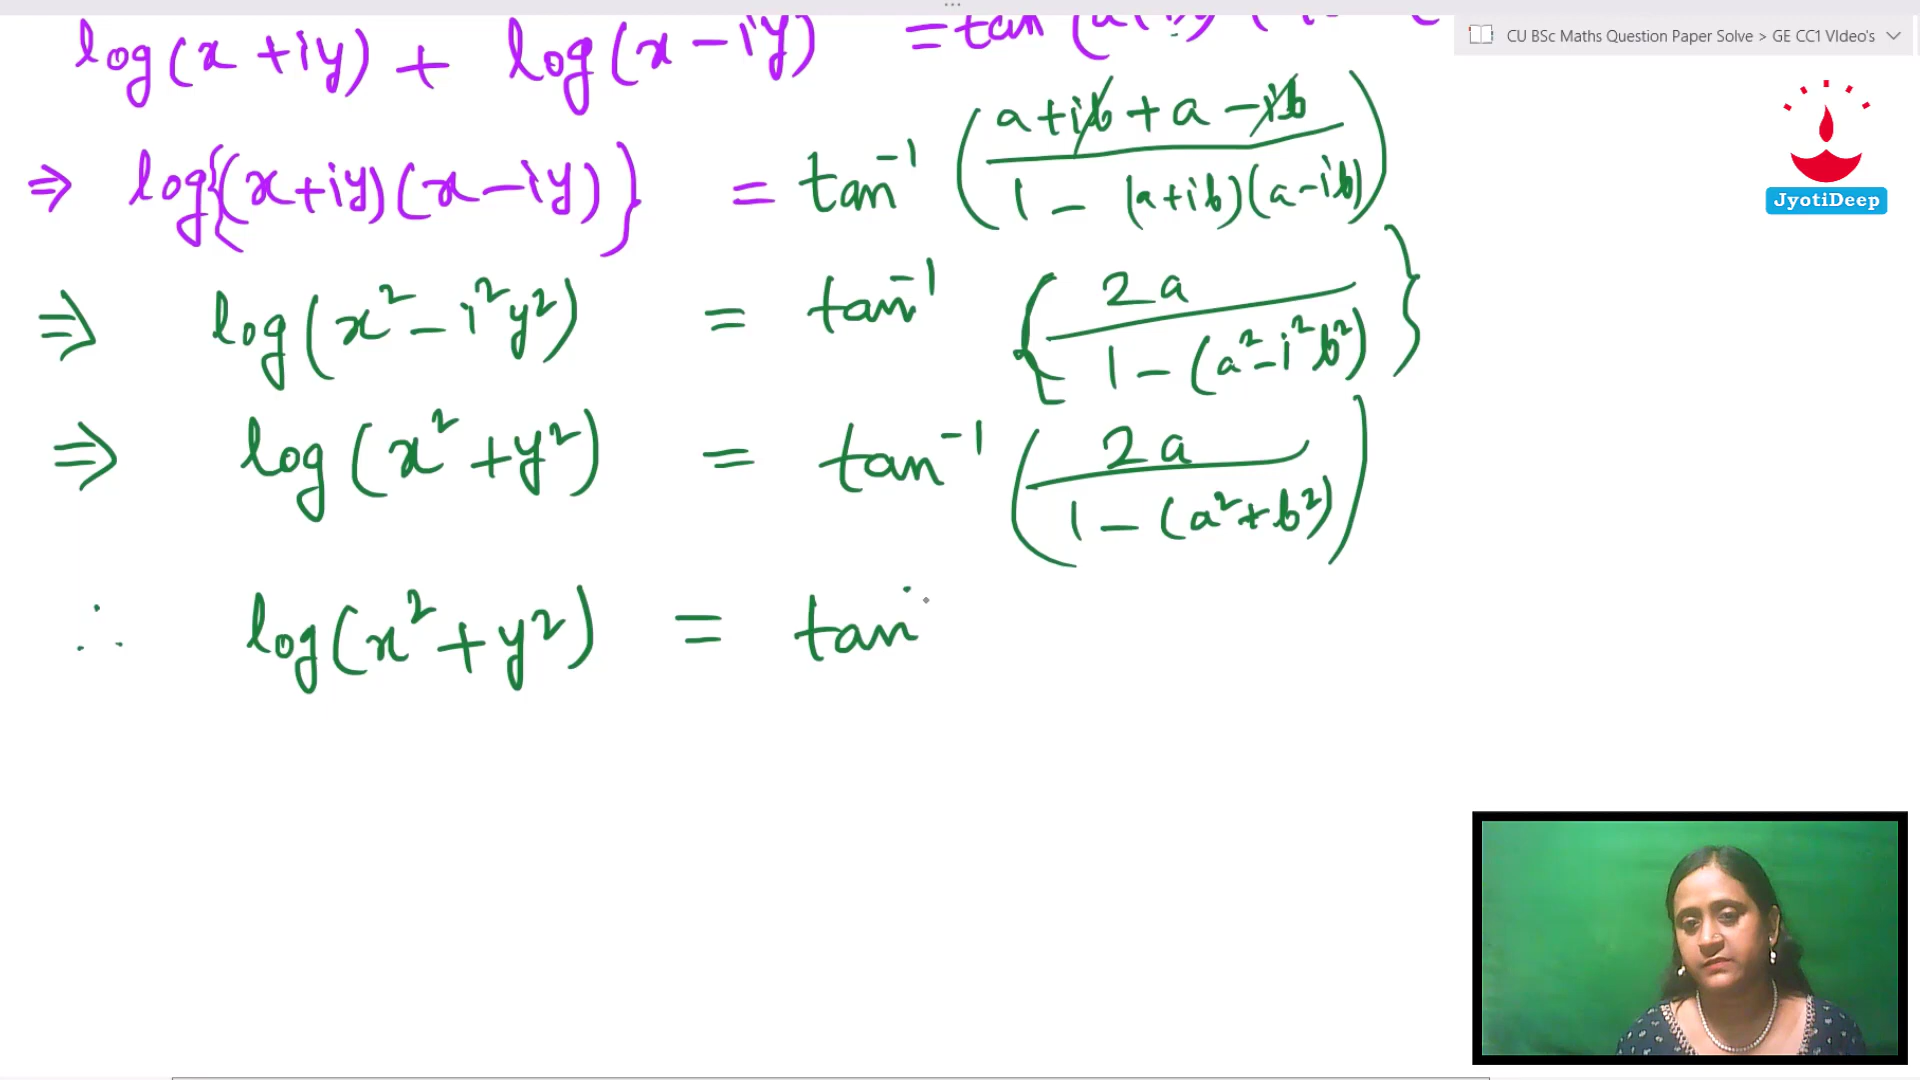 log(x + iy) + log(x - iy) = tan
CU BSc Maths Question Paper Solve > GE CC1 VIdeo's
⇒ log{(x+iy)(x-iy)} = tan⁻¹ ( (a+ib + a - ib) / (1 - (a+ib)(a-ib)) )
JyotiDeep
⇒ log(x² - i²y²) = tan⁻¹ { 2a / (1 - (a² - i²b²)) }
⇒ log(x² + y²) = tan⁻¹ ( 2a / (1 - (a² + b²)) )
∴ log(x² + y²) = tan